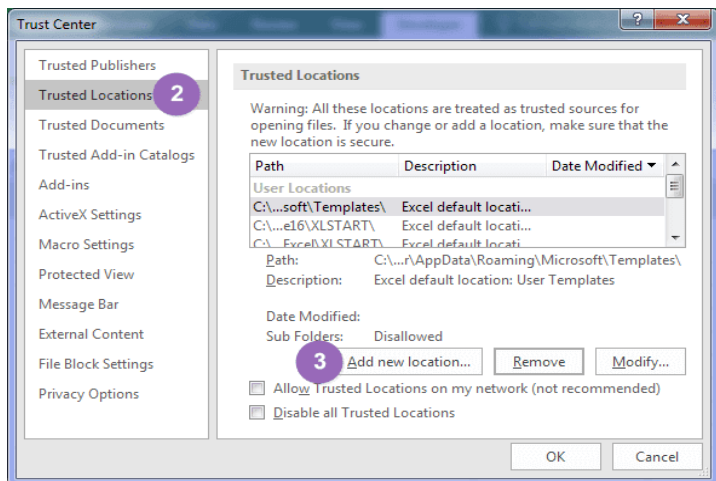 Trust Center
Trusted Publishers
Trusted Locations
2
Trusted Documents
Trusted Add-in Catalogs
Add-ins
ActiveX Settings
Macro Settings
Protected View
Message Bar
External Content
File Block Settings
Privacy Options
Trusted Locations
Warning: All these locations are treated as trusted sources for
opening files. If you change or add a location, make sure that the
new location is secure.
Path Description Date Modified
User Locations
C:\...soft\Templates\ Excel default locati...
C:\...e16\XLSTART\ Excel default locati...
C:\...Excel\XLSTART\ Excel default locati...
Path: C:\...r\AppData\Roaming\Microsoft\Templates\
Description: Excel default location: User Templates
Date Modified:
Sub Folders: Disallowed
3 Add new location... Remove Modify...
Allow Trusted Locations on my network (not recommended)
Disable all Trusted Locations
OK Cancel